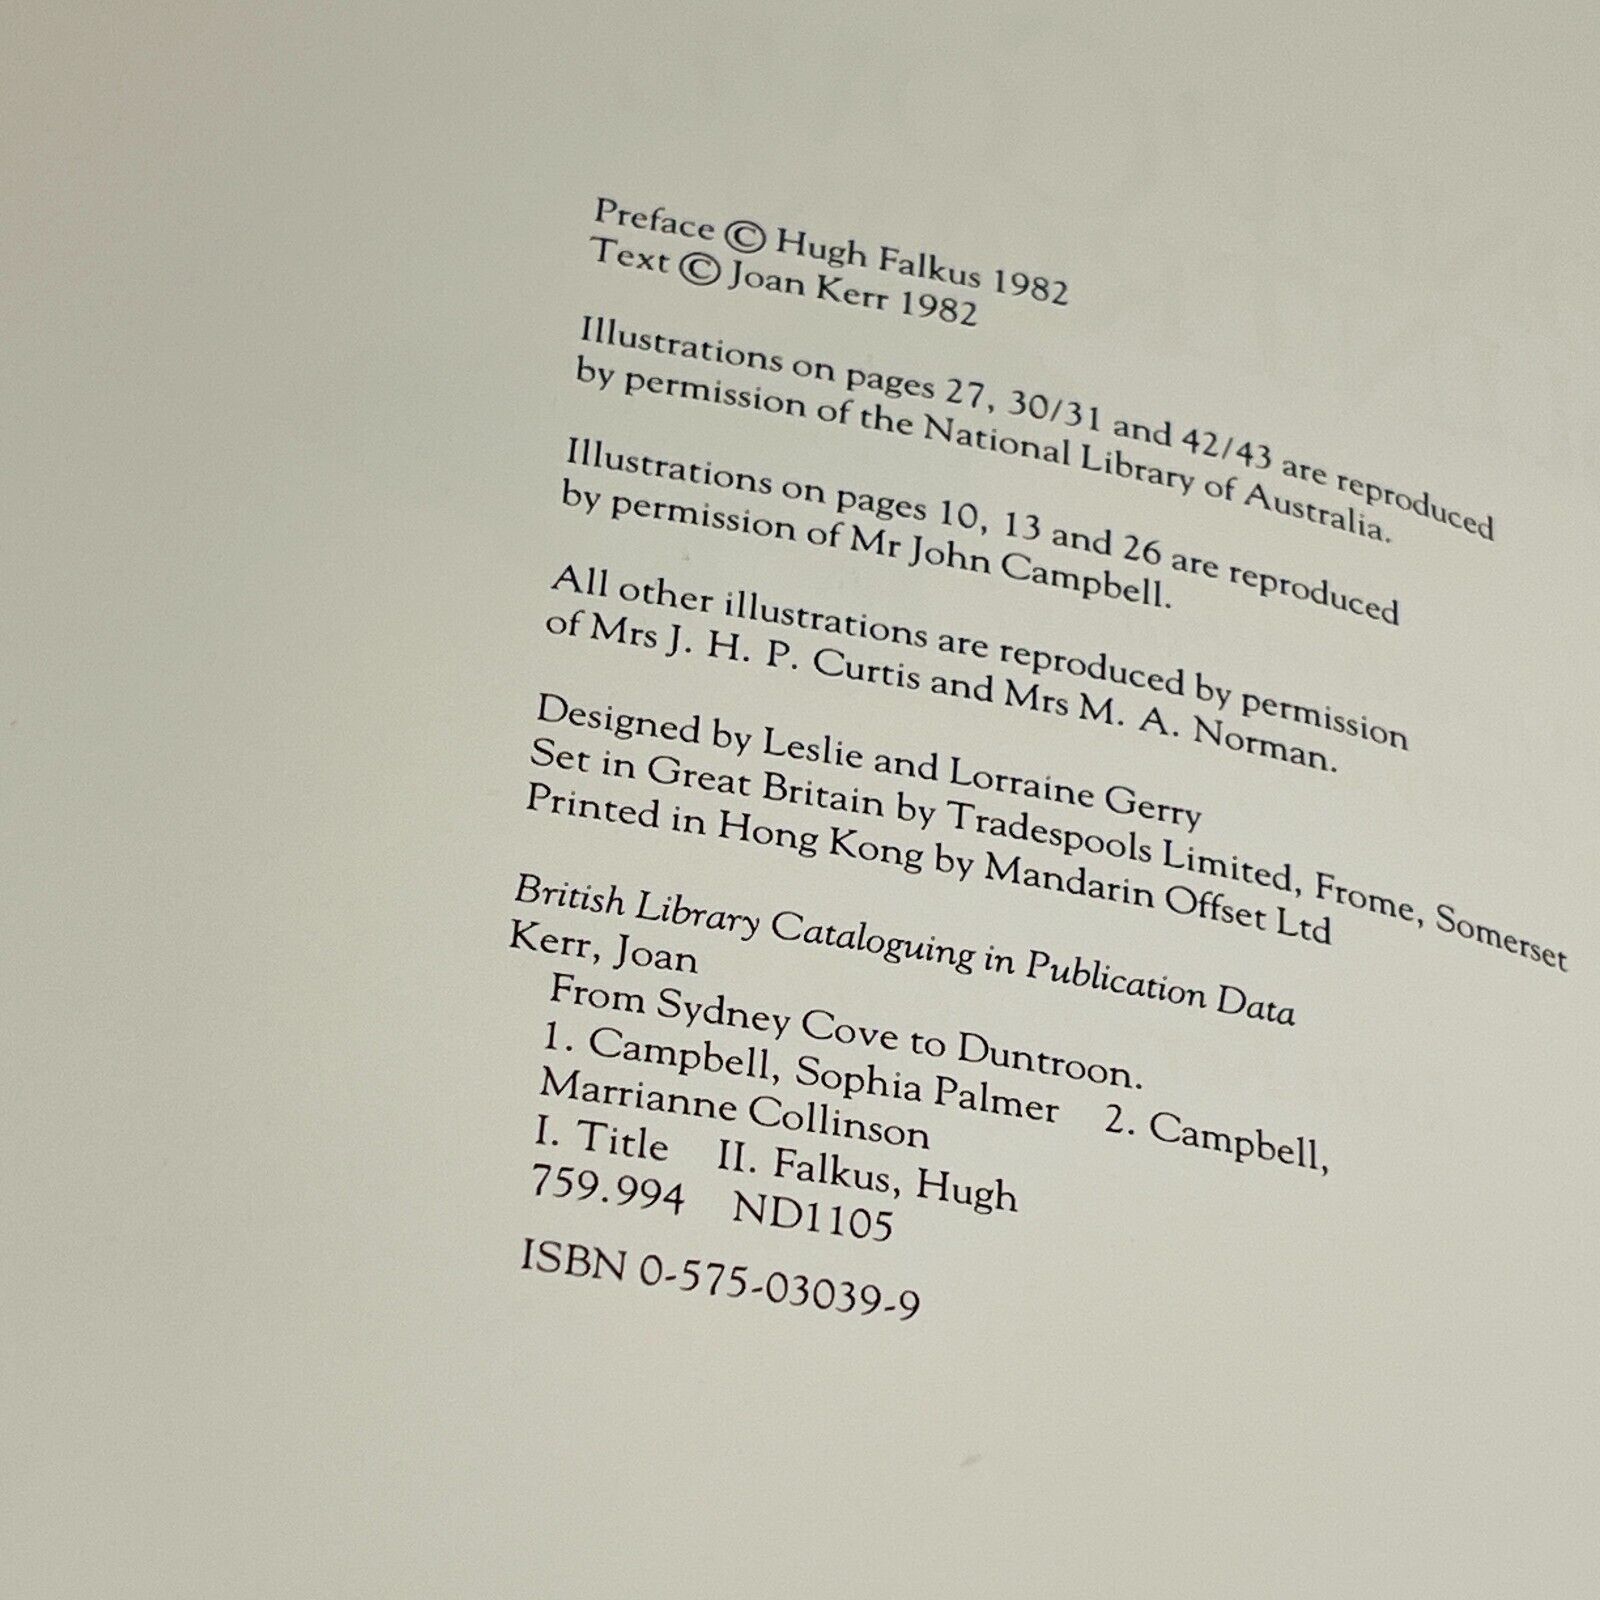 Preface © Hugh Falkus 1982
Text © Joan Kerr 1982
Illustrations on pages 27, 30/31 and 42/43 are reproduced
by permission of the National Library of Australia.
Illustrations on pages 10, 13 and 26 are reproduced
by permission of Mr John Campbell.
All other illustrations are reproduced by permission
of Mrs J. H. P. Curtis and Mrs M. A. Norman.
Designed by Leslie and Lorraine Gerry
Set in Great Britain by Tradespools Limited, Frome, Somerset
Printed in Hong Kong by Mandarin Offset Ltd
British Library Cataloguing in Publication Data
Kerr, Joan
From Sydney Cove to Duntroon.
1. Campbell, Sophia Palmer 2. Campbell,
Marrianne Collinson
I. Title II. Falkus, Hugh
759.994 ND1105
ISBN 0-575-03039-9